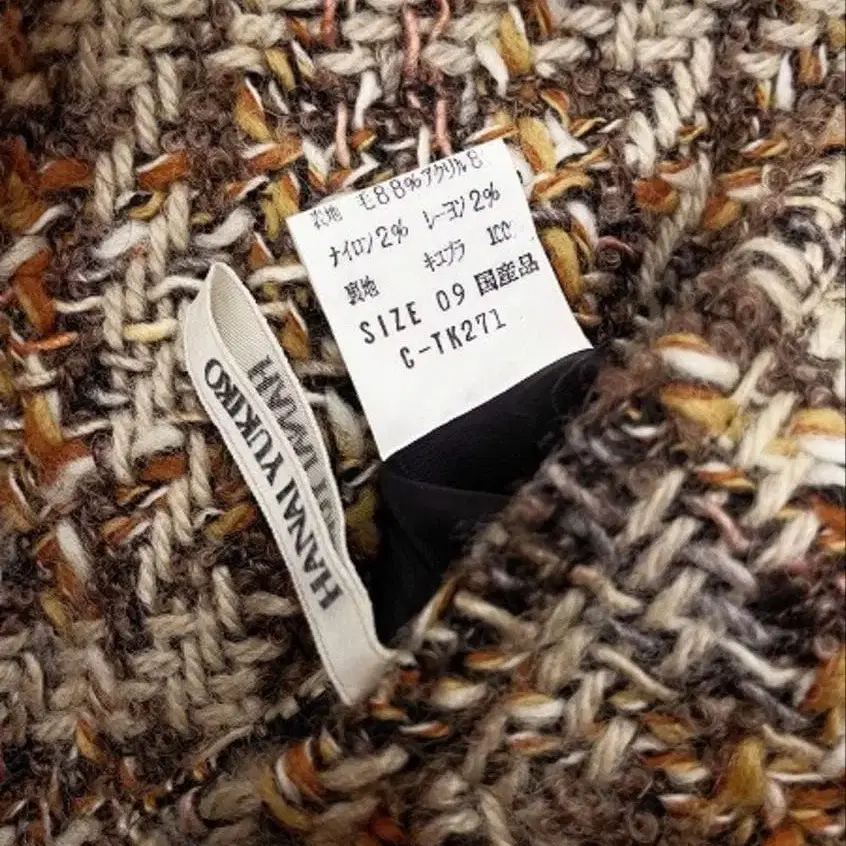 表地 毛88%アクリル8
ナイロン2% レーヨン2%
裏地 キュプラ 100
SIZE 09 国産品
C-TK271
HANAI YUKIKO
HANAI